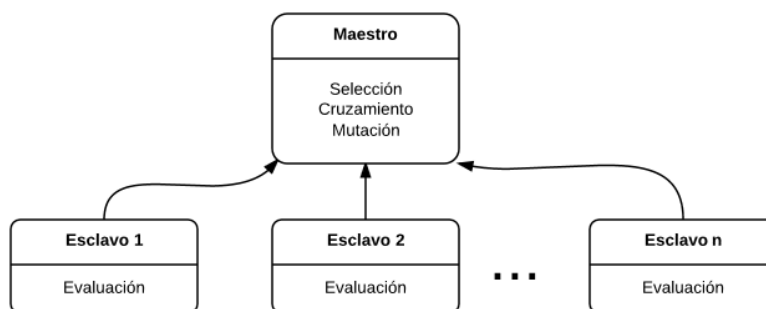 Maestro
Selección
Cruzamiento
Mutación
Esclavo 1
Evaluación
Esclavo 2
Evaluación
...
Esclavo n
Evaluación